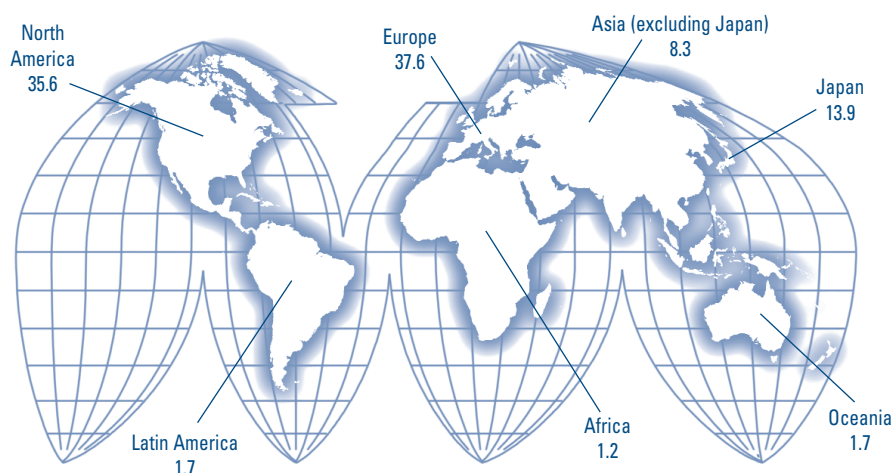 North
America
35.6
Europe
37.6
Asia (excluding Japan)
8.3
Japan
13.9
Latin America
1.7
Africa
1.2
Oceania
1.7